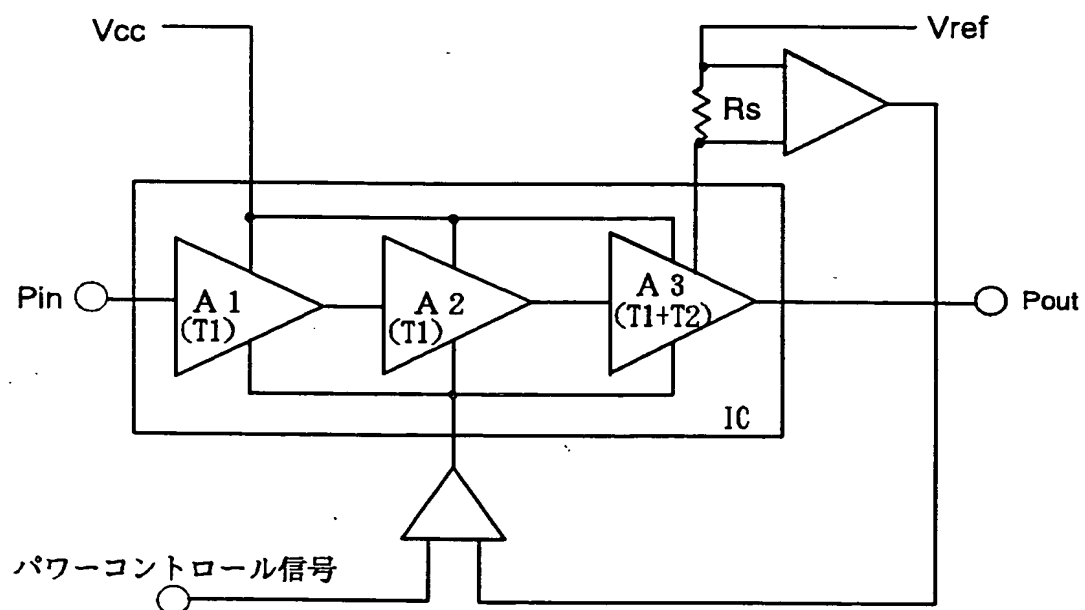 Vcc
Vref
Rs
Pin
A 1
(T1)
A 2
(T1)
A 3
(T1+T2)
Pout
IC
パワーコントロール信号